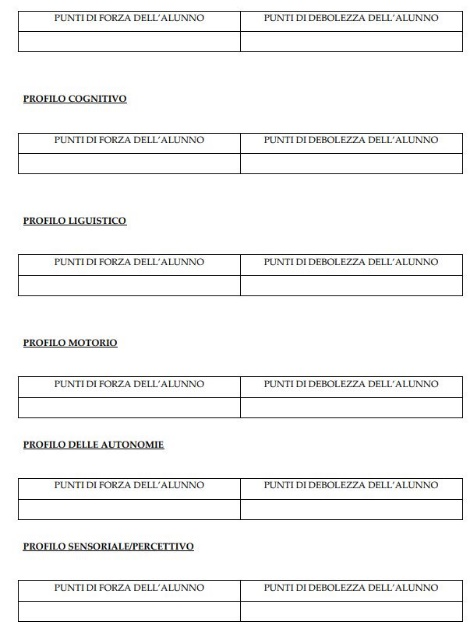 PUNTI DI FORZA DELL'ALUNNO PUNTI DI DEBOLEZZA DELL'ALUNNO
PROFILO COGNITIVO
PUNTI DI FORZA DELL'ALUNNO PUNTI DI DEBOLEZZA DELL'ALUNNO
PROFILO LIGUISTICO
PUNTI DI FORZA DELL'ALUNNO PUNTI DI DEBOLEZZA DELL'ALUNNO
PROFILO MOTORIO
PUNTI DI FORZA DELL'ALUNNO PUNTI DI DEBOLEZZA DELL'ALUNNO
PROFILO DELLE AUTONOMIE
PUNTI DI FORZA DELL'ALUNNO PUNTI DI DEBOLEZZA DELL'ALUNNO
PROFILO SENSORIALE/PERCETTIVO
PUNTI DI FORZA DELL'ALUNNO PUNTI DI DEBOLEZZA DELL'ALUNNO